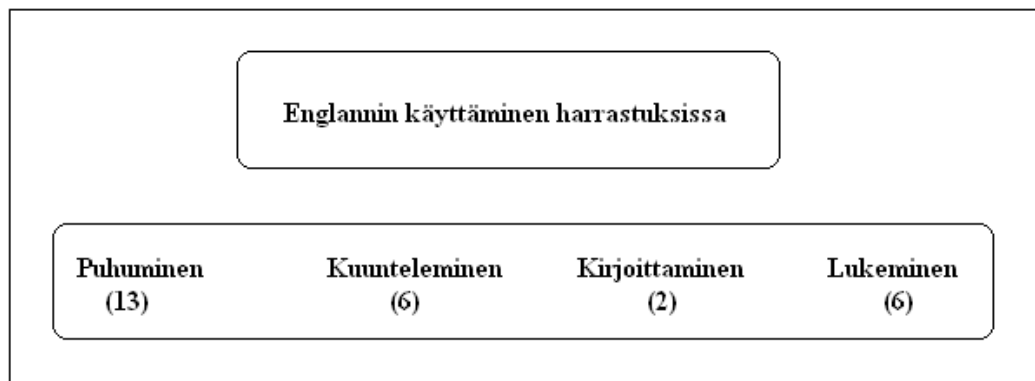 Englannin käyttäminen harrastuksissa
Puhuminen Kuunteleminen Kirjoittaminen Lukeminen
(13) (6) (2) (6)